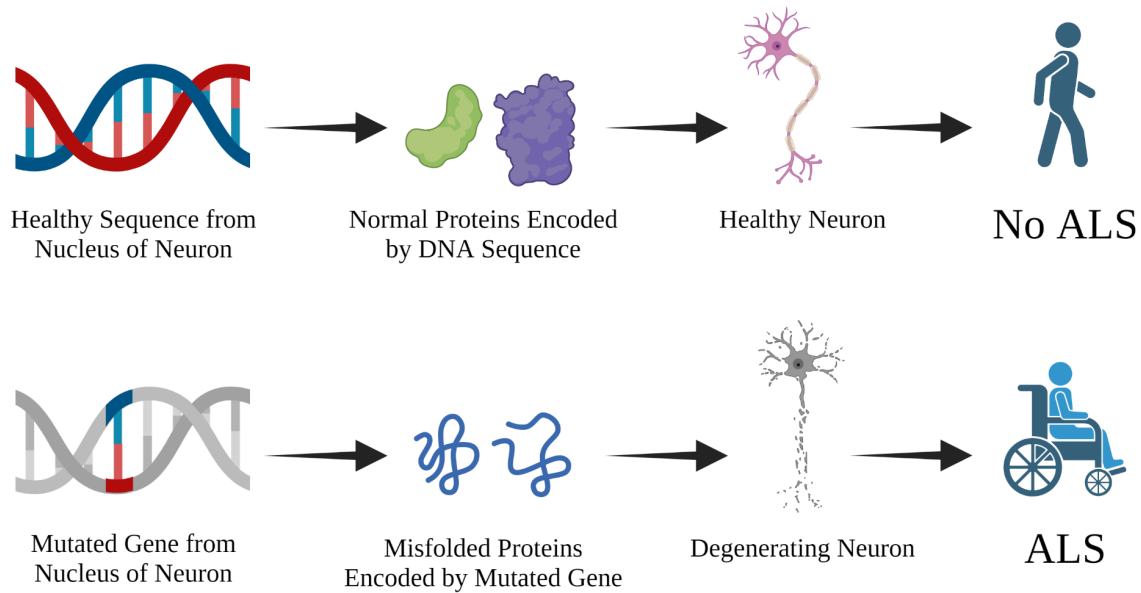 Healthy Sequence from
Nucleus of Neuron
Normal Proteins Encoded
by DNA Sequence
Healthy Neuron
No ALS
Mutated Gene from
Nucleus of Neuron
Misfolded Proteins
Encoded by Mutated Gene
Degenerating Neuron
ALS